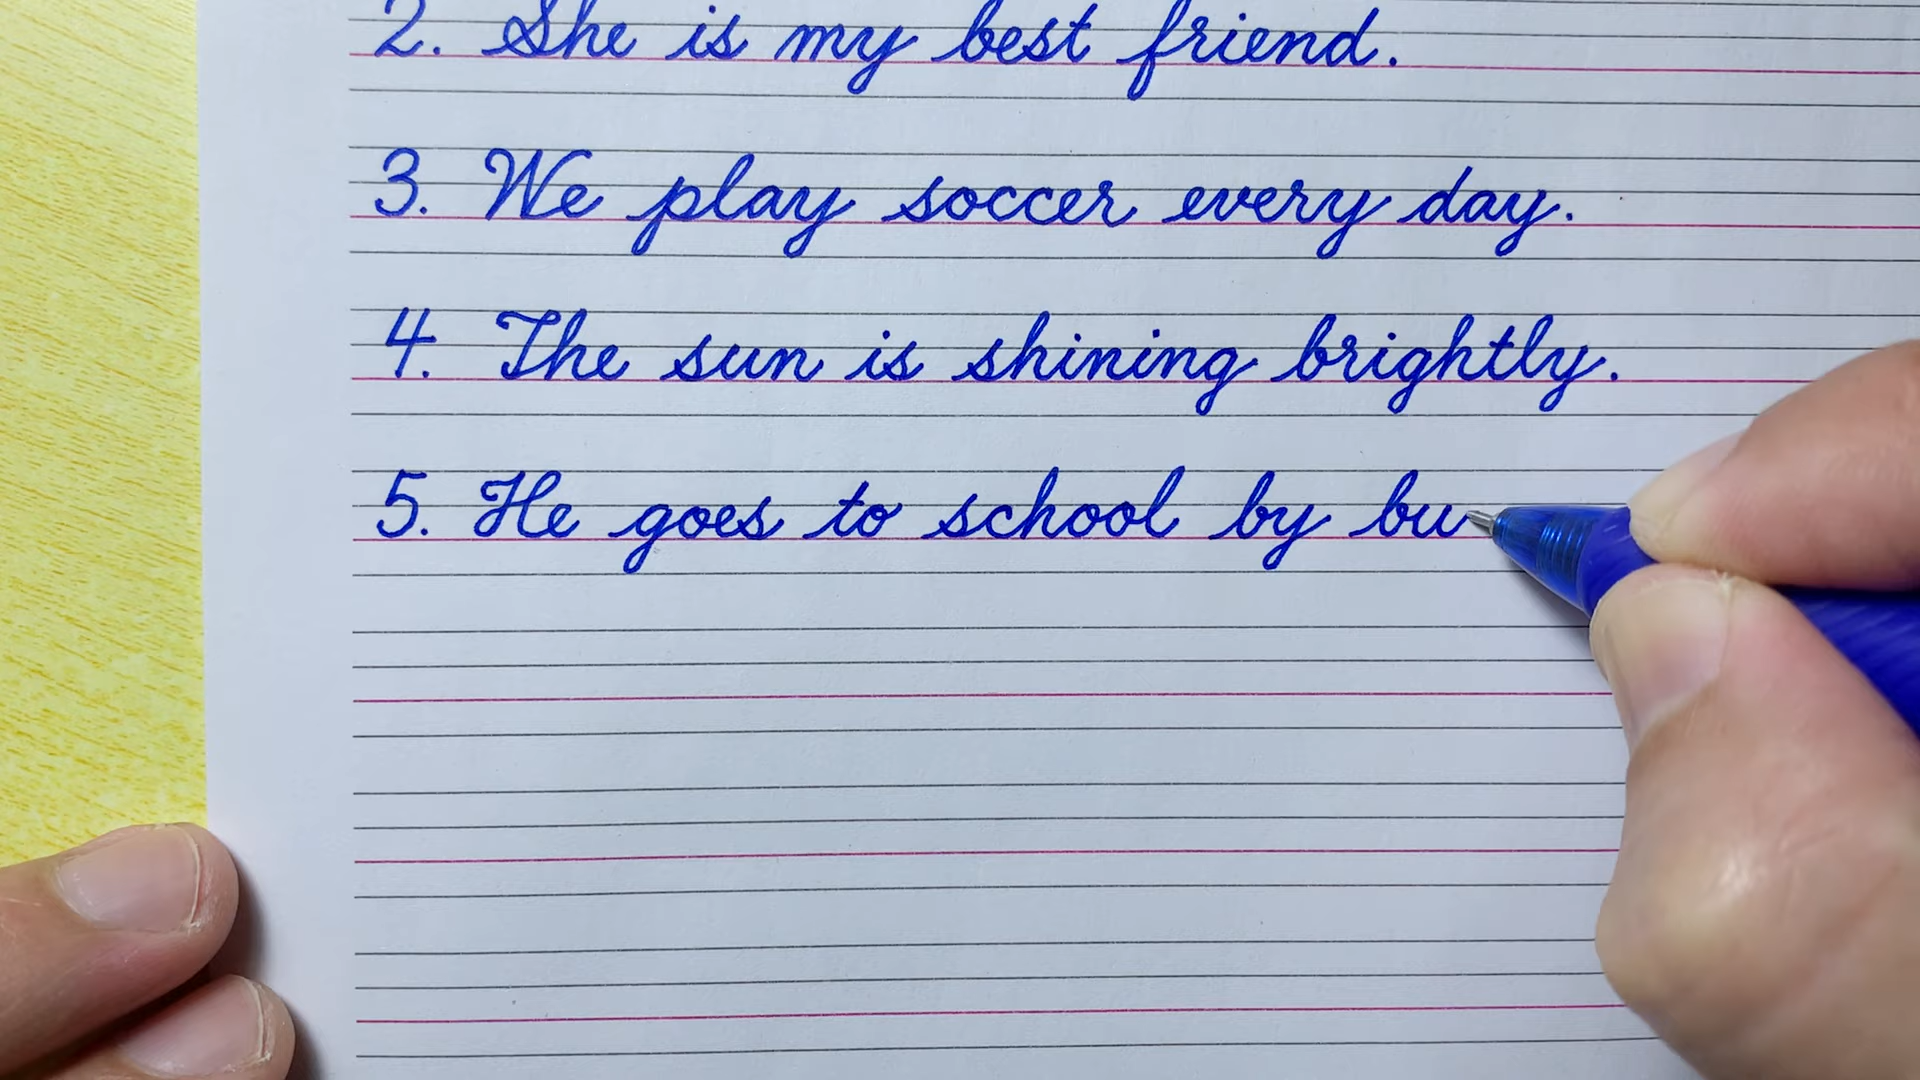 2. She is my best friend.
3. We play soccer every day.
4. The sun is shining brightly.
5. He goes to school by bu